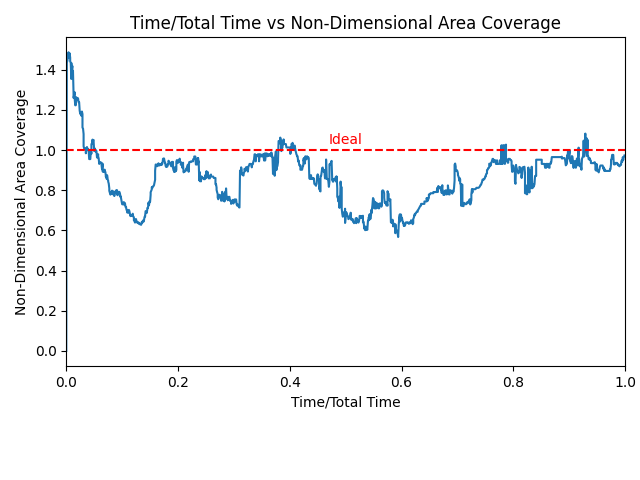 Time/Total Time vs Non-Dimensional Area Coverage
Non-Dimensional Area Coverage
1.4
1.2
1.0
0.8
0.6
0.4
0.2
0.0
Ideal
0.0 0.2 0.4 0.6 0.8 1.0
Time/Total Time